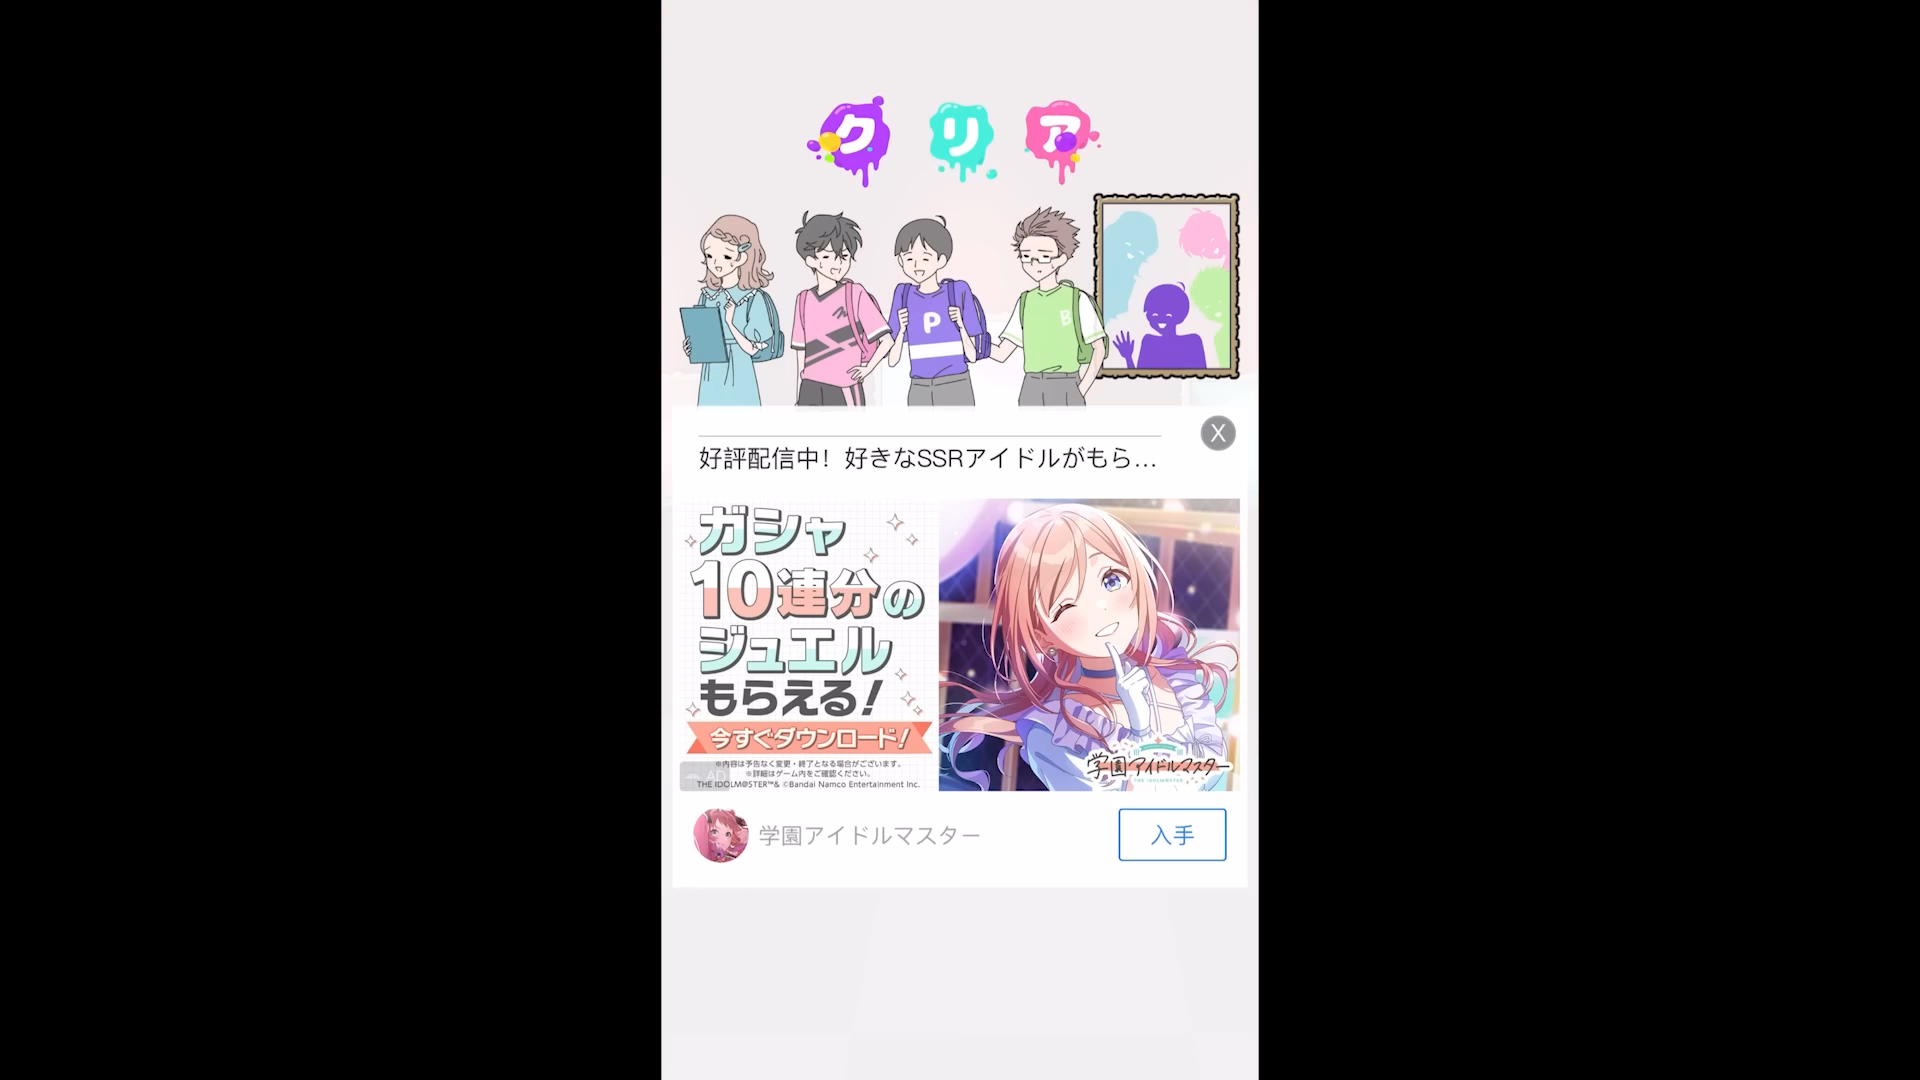 クリア
P
B
好評配信中！好きなSSRアイドルがもら…
X
ガシャ
10連分の
ジュエル
もらえる！
今すぐダウンロード！
※内容は予告なく変更・終了となる場合がございます。
※詳細はゲーム内をご確認ください。
AD
THE IDOLM@STER™& ©Bandai Namco Entertainment Inc.
学園アイドルマスター
THE IDOLM@STER
学園アイドルマスター
入手